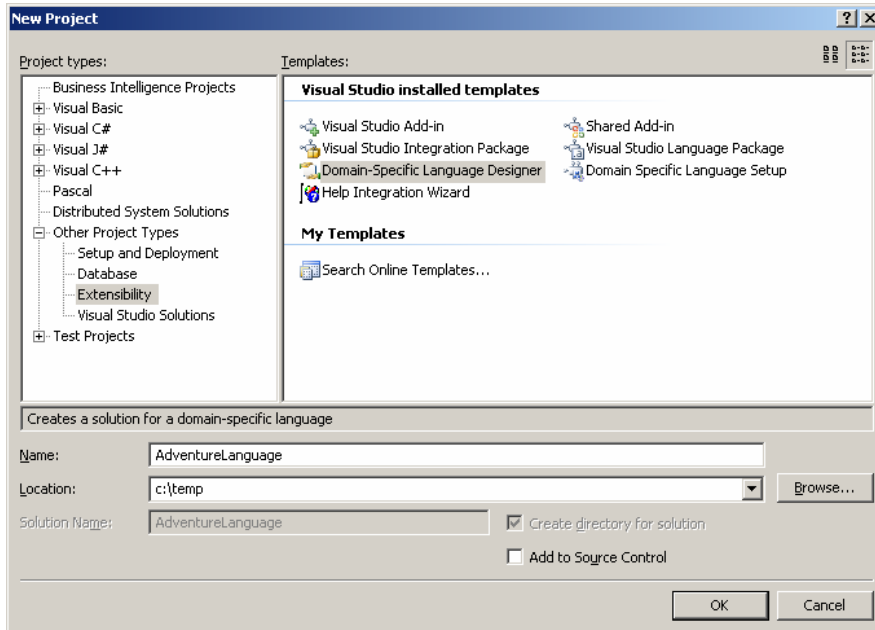 New Project
Project types:
Templates:
Business Intelligence Projects
Visual Basic
Visual C#
Visual J#
Visual C++
Pascal
Distributed System Solutions
Other Project Types
Setup and Deployment
Database
Extensibility
Visual Studio Solutions
Test Projects
Visual Studio installed templates
Visual Studio Add-in
Shared Add-in
Visual Studio Integration Package
Visual Studio Language Package
Domain-Specific Language Designer
Domain Specific Language Setup
Help Integration Wizard
My Templates
Search Online Templates...
Creates a solution for a domain-specific language
Name:
AdventureLanguage
Location:
c:\temp
Browse...
Solution Name:
AdventureLanguage
Create directory for solution
Add to Source Control
OK
Cancel